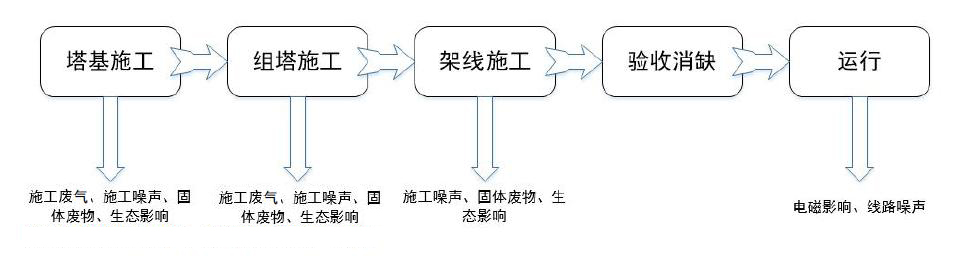 塔基施工
组塔施工
架线施工
验收消缺
运行
施工废气、施工噪声、固
体废物、生态影响
施工废气、施工噪声、固
体废物、生态影响
施工噪声、固体废物、生
态影响
电磁影响、线路噪声